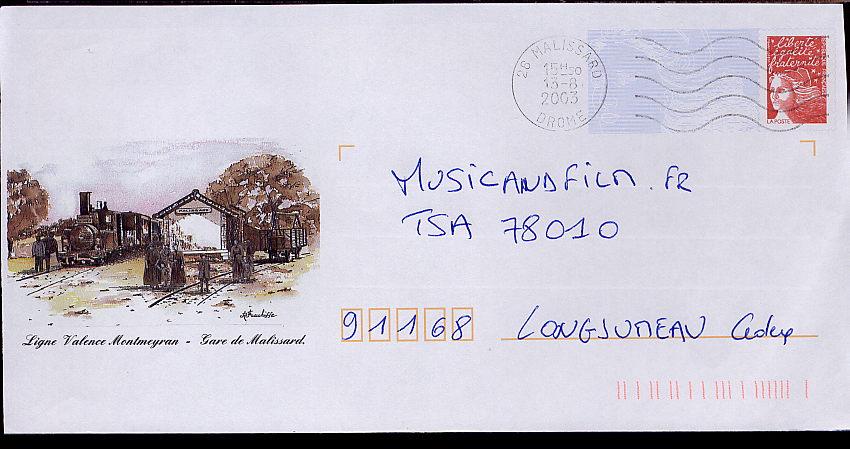 26 MALISSARD
15H30
13-8
2003
DROME
liberté
égalité
fraternité
LA POSTE
MUSICANDFILM.FR
TSA 78010
MALISSARD
91168 LONGJUMEAU Cedex
Ligne Valence Montmeyran - Gare de Malissard.